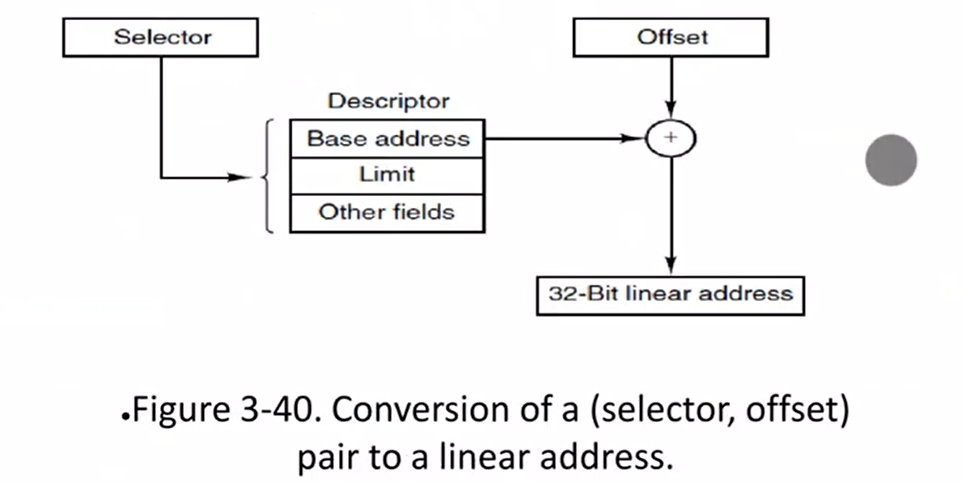 Selector
Offset
Descriptor
Base address
+
Limit
Other fields
32-Bit linear address
•Figure 3-40. Conversion of a (selector, offset)
pair to a linear address.